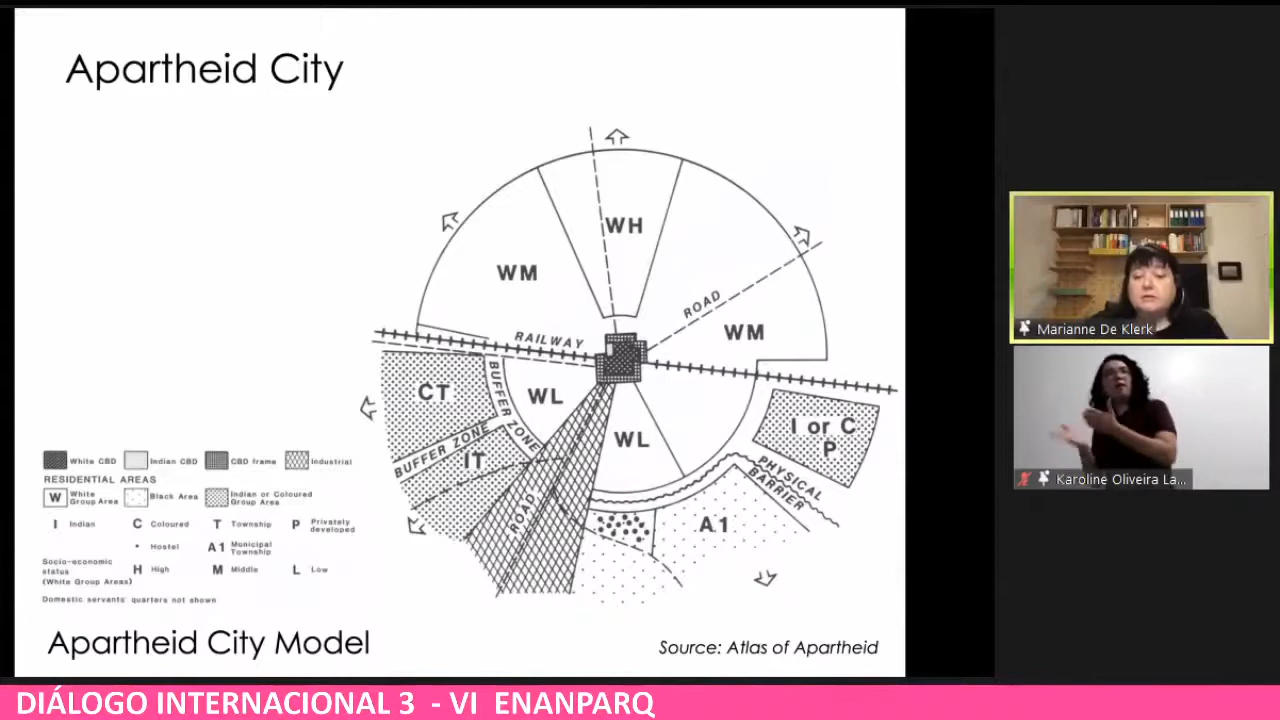 Apartheid City
WH
WM
ROAD
WM
RAILWAY
CT
BUFFER ZONE
WL
BUFFER ZONE
IT
WL
I or C
P
PHYSICAL
BARRIER
A1
ROAD
White CBD
Indian CBD
CBD frame
Industrial
RESIDENTIAL AREAS
W
White
Group Area
Black Area
Indian or Coloured
Group Area
I Indian
C Coloured
T Township
P Privately
developed
• Hostel
A1 Municipal
Township
Socio-economic
status
(White Group Areas)
H High
M Middle
L Low
Domestic servants' quarters not shown
Apartheid City Model
Source: Atlas of Apartheid
Marianne De Klerk
Karoline Oliveira La...
DIÁLOGO INTERNACIONAL 3 - VI ENANPARQ